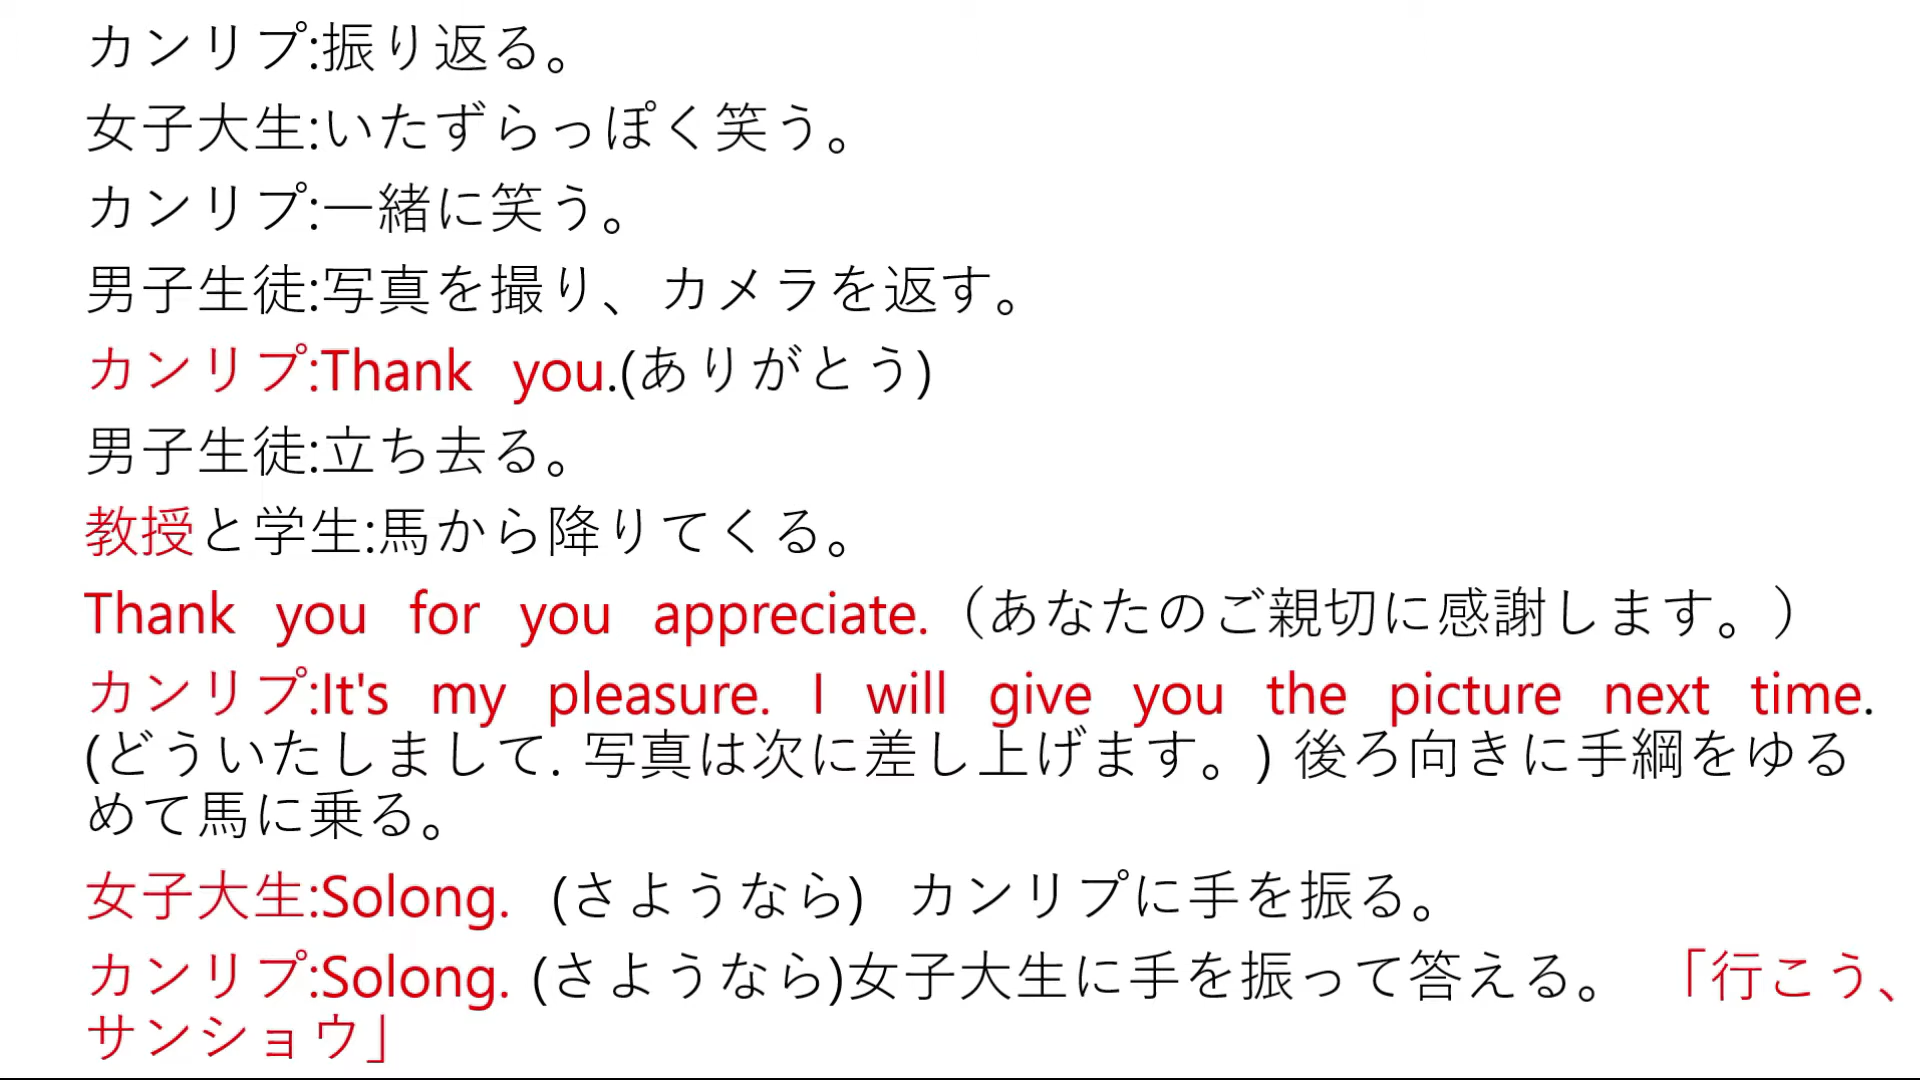 カンリプ:振り返る。
女子大生:いたずらっぽく笑う。
カンリプ:一緒に笑う。
男子生徒:写真を撮り、カメラを返す。
カンリプ:Thank you.(ありがとう)
男子生徒:立ち去る。
教授と学生:馬から降りてくる。
Thank you for you appreciate.（あなたのご親切に感謝します。）
カンリプ:It's my pleasure. I will give you the picture next time.
(どういたしまして. 写真は次に差し上げます。) 後ろ向きに手綱をゆる
めて馬に乗る。
女子大生:Solong. (さようなら) カンリプに手を振る。
カンリプ:Solong. (さようなら)女子大生に手を振って答える。 「行こう、
サンショウ」